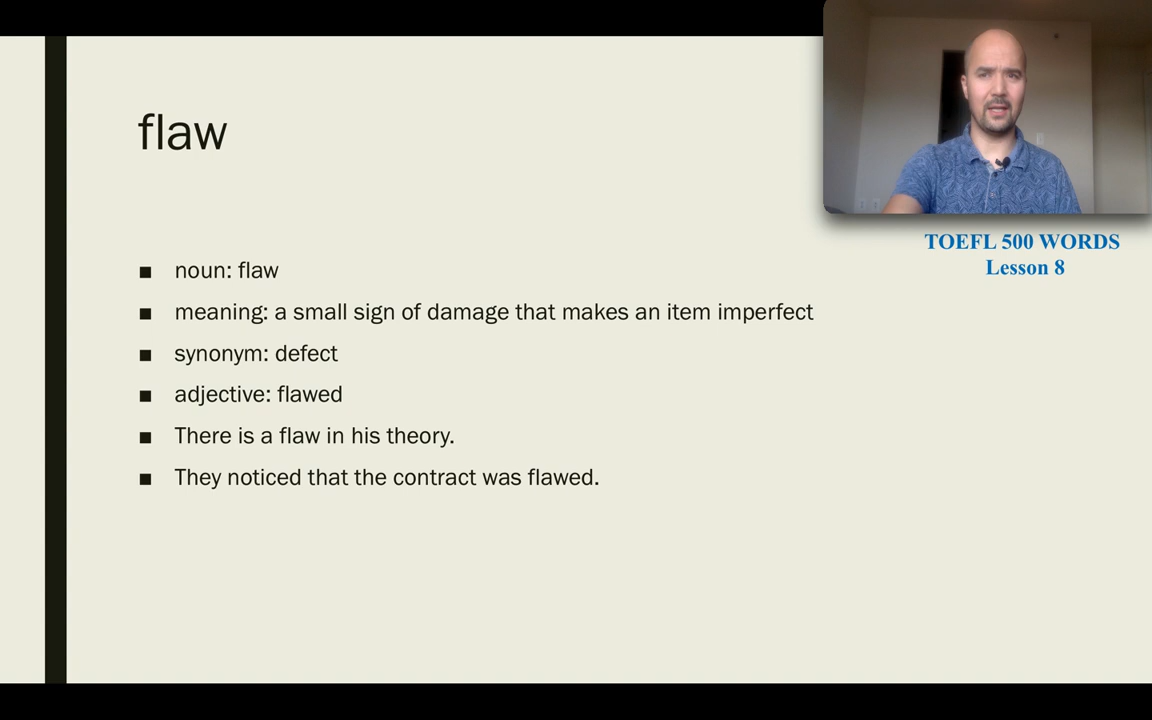 flaw
TOEFL 500 WORDS
Lesson 8
noun: flaw
meaning: a small sign of damage that makes an item imperfect
synonym: defect
adjective: flawed
There is a flaw in his theory.
They noticed that the contract was flawed.